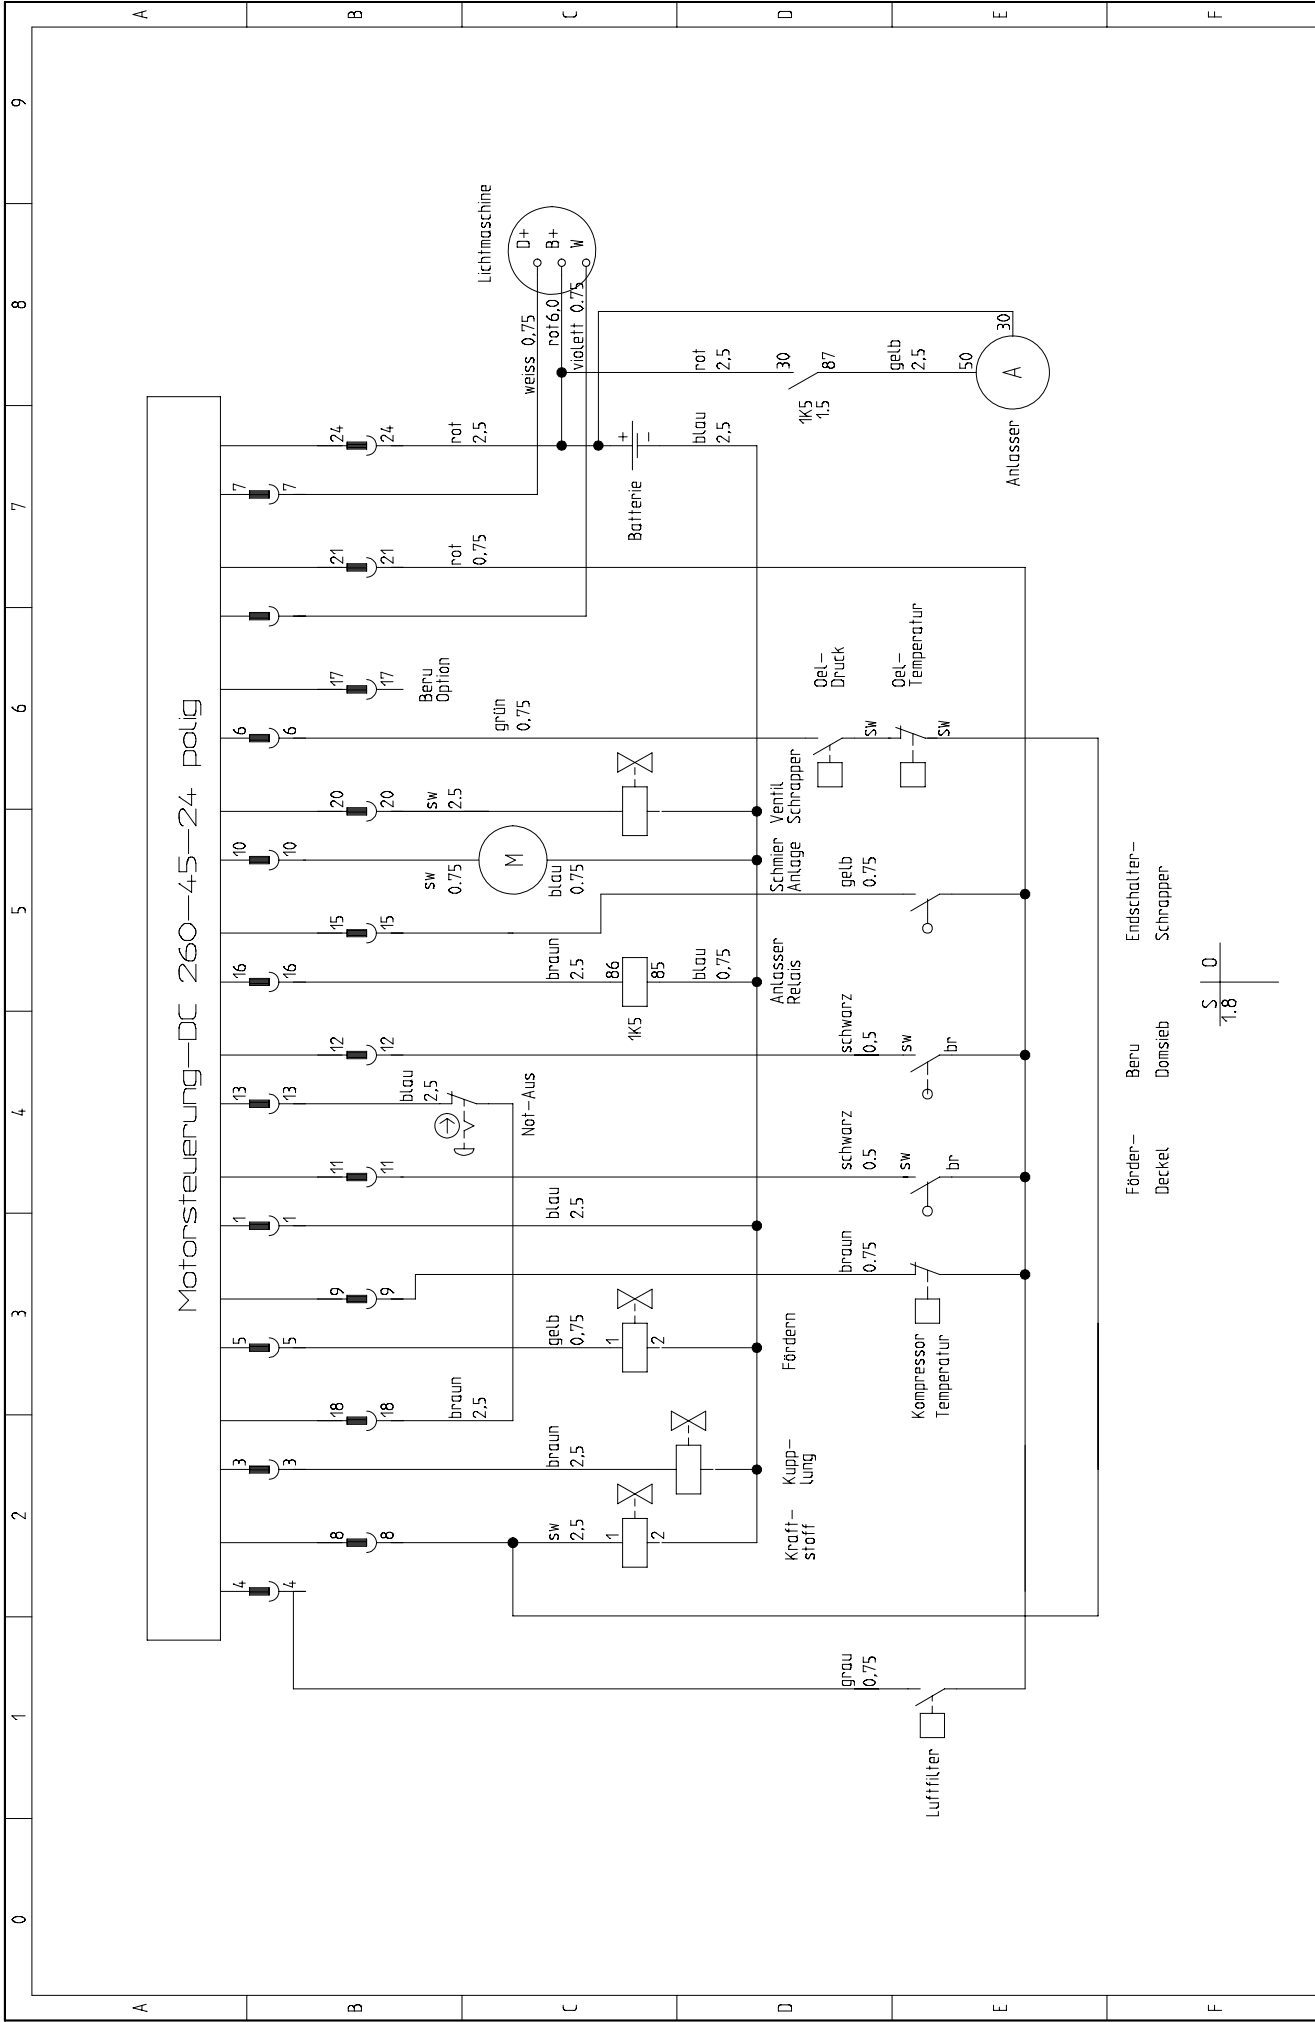 0 1 2 3 4 5 6 7 8 9
A A
B B
C C
D D
E E
F F
Motorsteuerung-DC 260-45-24 polig
4 8 3 18 5 9 1 11 13 12 16 15 10 20 6 17 21 7 24
4 8 3 18 5 9 1 11 13 12 16 15 10 20 6 17 21 7 24
Lichtmaschine
D+
B+
W
weiss 0,75
rot6,0
violett 0.75
rot
2,5
rot
0,75
Beru
Option
grün
0,75
sw
2.5
sw
0.75
M
blau
0.75
braun
2.5
86
85
1K5
blau
0,75
Anlasser
Relais
blau
2,5
Not-Aus
blau
2.5
gelb
0,75
1
2
Fördern
braun
2,5
braun
2,5
Kupp-
lung
sw
2,5
1
2
Kraft-
stoff
Batterie
+
-
blau
2,5
rot
2,5
30
87
1K5
1.5
gelb
2,5
50
30
A
Anlasser
Oel-
Druck
sw
Oel-
Temperatur
sw
Ventil
Schrapper
Schmier
Anlage
gelb
0.75
schwarz
0,5
sw
br
schwarz
0.5
sw
br
braun
0.75
Kompressor
Temperatur
grau
0,75
Luftfilter
Förder-
Deckel
Beru
Domsieb
Endschalter-
Schrapper
S 0
1.8